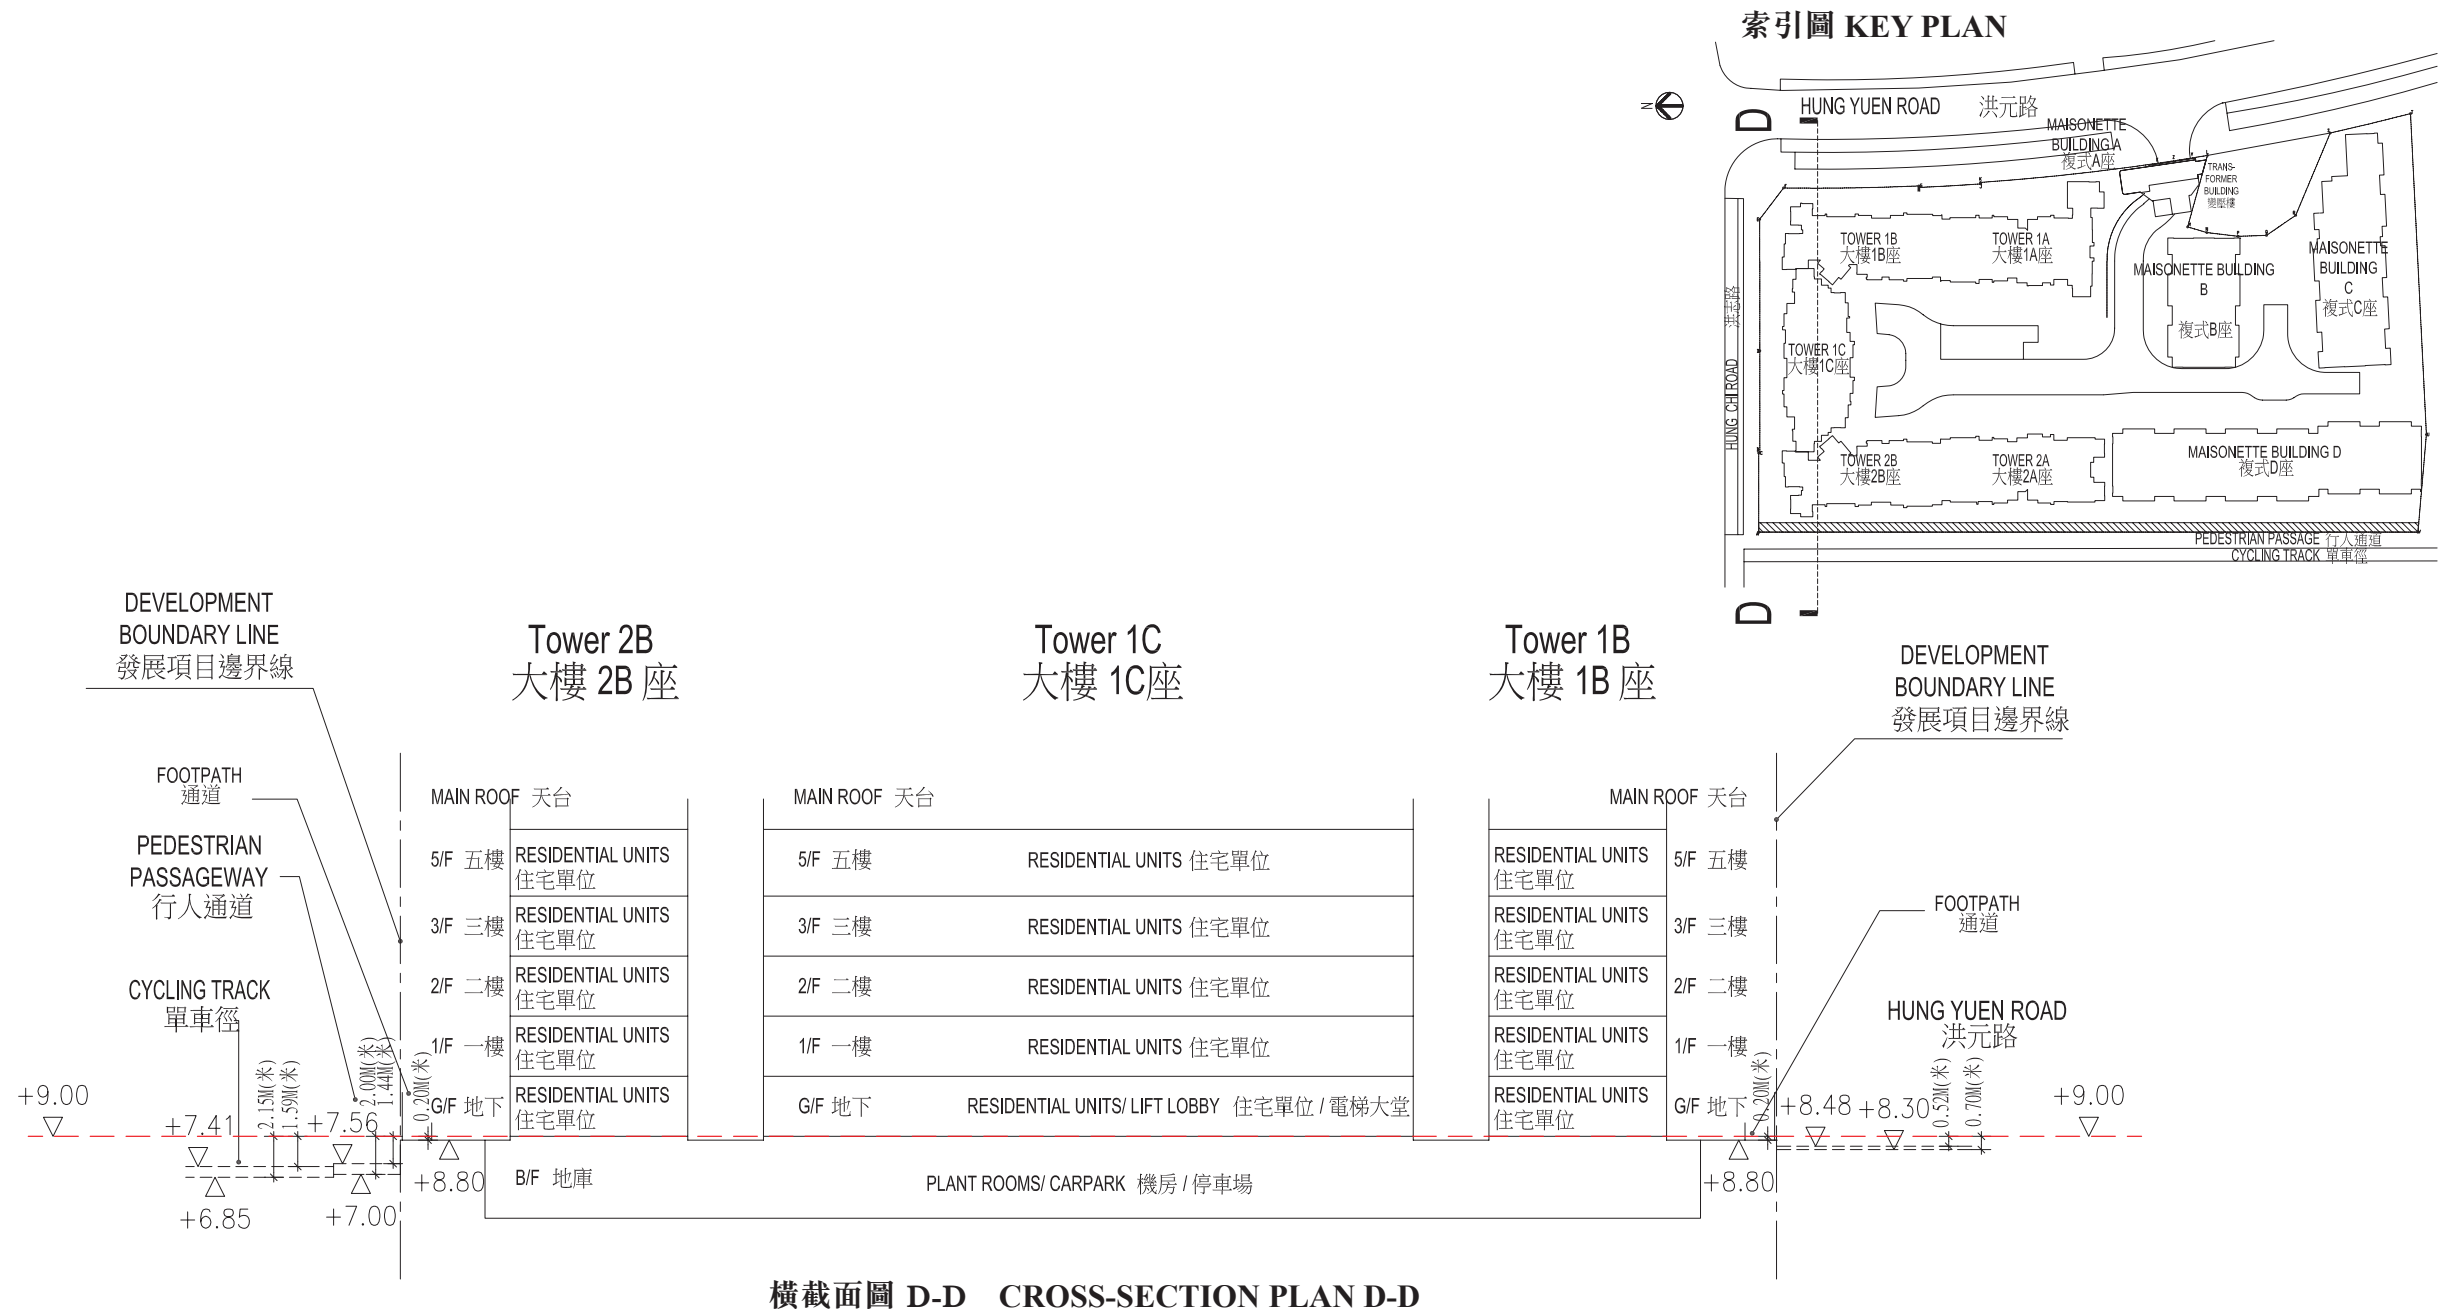 索引圖 KEY PLAN
N
D
HUNG YUEN ROAD 洪元路
MAISONETTE
BUILDING A
複式A座
TRANS-
FORMER
BUILDING
變壓樓
TOWER 1B
大樓1B座
TOWER 1A
大樓1A座
MAISONETTE BUILDING
B
複式B座
MAISONETTE
BUILDING
C
複式C座
洪志路
HUNG CHI ROAD
TOWER 1C
大樓1C座
TOWER 2B
大樓2B座
TOWER 2A
大樓2A座
MAISONETTE BUILDING D
複式D座
PEDESTRIAN PASSAGE 行人通道
CYCLING TRACK 單車徑
D
DEVELOPMENT
BOUNDARY LINE
發展項目邊界線
Tower 2B
大樓 2B 座
Tower 1C
大樓 1C座
Tower 1B
大樓 1B 座
DEVELOPMENT
BOUNDARY LINE
發展項目邊界線
FOOTPATH
通道
PEDESTRIAN
PASSAGEWAY
行人通道
CYCLING TRACK
單車徑
MAIN ROOF 天台
MAIN ROOF 天台
MAIN ROOF 天台
5/F 五樓
RESIDENTIAL UNITS
住宅單位
5/F 五樓
RESIDENTIAL UNITS 住宅單位
RESIDENTIAL UNITS
住宅單位
5/F 五樓
3/F 三樓
RESIDENTIAL UNITS
住宅單位
3/F 三樓
RESIDENTIAL UNITS 住宅單位
RESIDENTIAL UNITS
住宅單位
3/F 三樓
2/F 二樓
RESIDENTIAL UNITS
住宅單位
2/F 二樓
RESIDENTIAL UNITS 住宅單位
RESIDENTIAL UNITS
住宅單位
2/F 二樓
1/F 一樓
RESIDENTIAL UNITS
住宅單位
1/F 一樓
RESIDENTIAL UNITS 住宅單位
RESIDENTIAL UNITS
住宅單位
1/F 一樓
G/F 地下
RESIDENTIAL UNITS
住宅單位
G/F 地下
RESIDENTIAL UNITS/ LIFT LOBBY 住宅單位 / 電梯大堂
RESIDENTIAL UNITS
住宅單位
G/F 地下
B/F 地庫
PLANT ROOMS/ CARPARK 機房 / 停車場
FOOTPATH
通道
HUNG YUEN ROAD
洪元路
+9.00
+7.41
2.15M(米)
1.59M(米)
+7.56
2.00M(米)
1.44M(米)
0.20M(米)
+6.85
+7.00
+8.80
0.20M(米)
+8.48
+8.30
0.52M(米)
0.70M(米)
+9.00
+8.80
橫截面圖 D-D CROSS-SECTION PLAN D-D